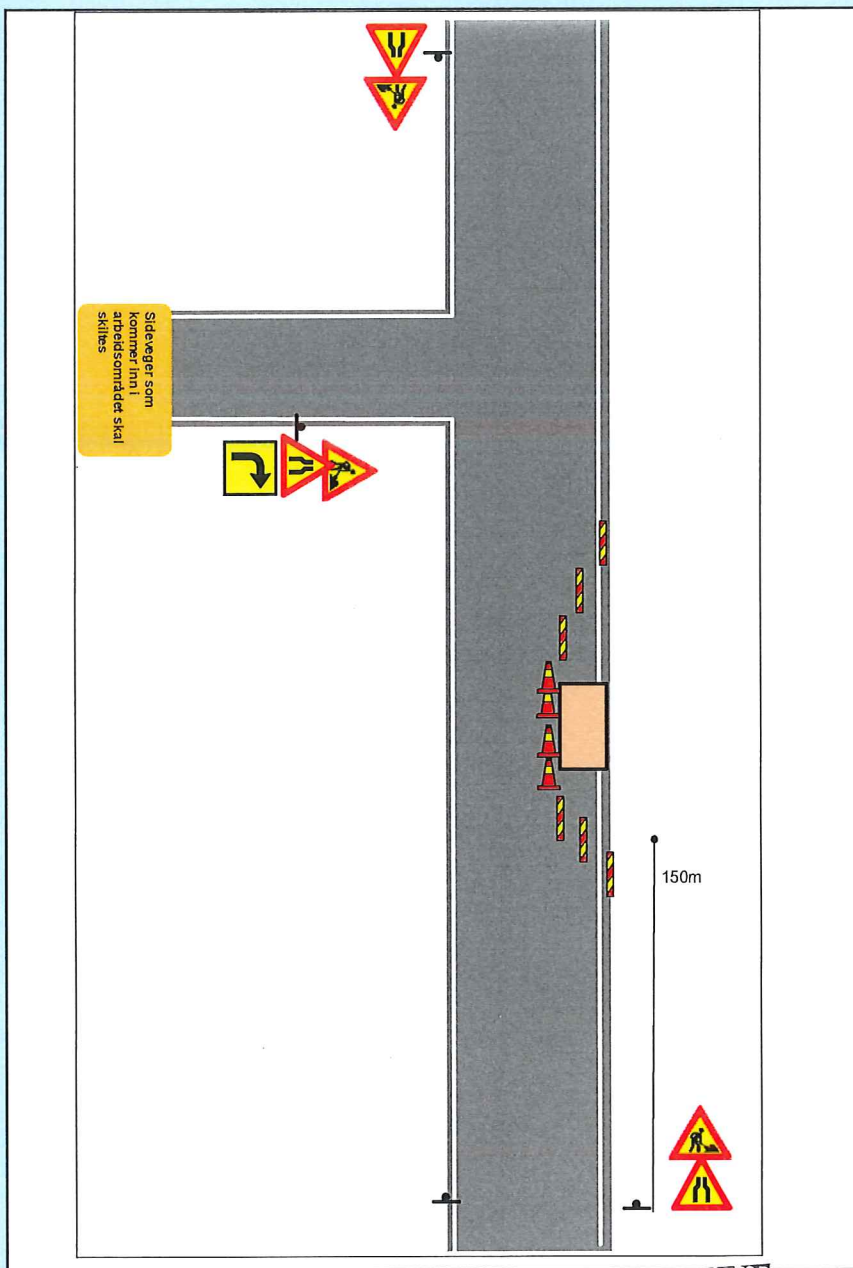 Sideveger som
kommer inn i
arbeidsområdet skal
skiltes
150m